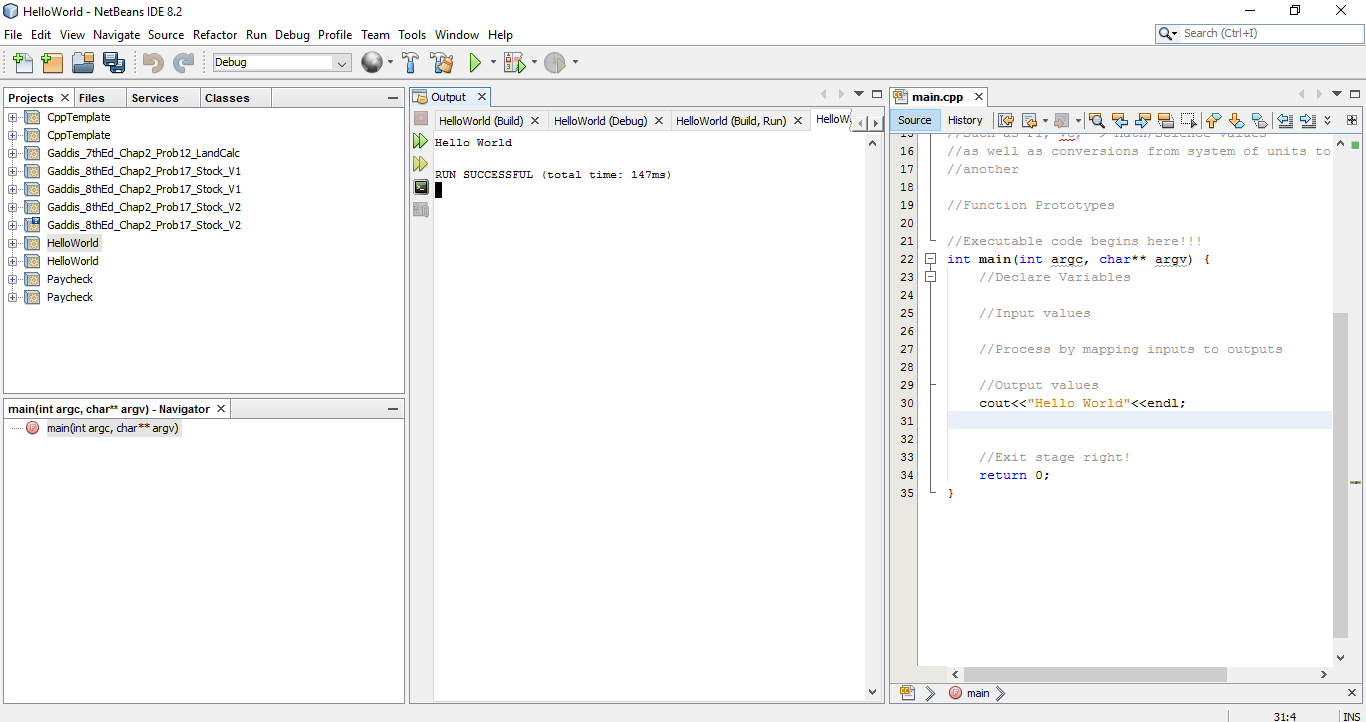 HelloWorld - NetBeans IDE 8.2
File Edit View Navigate Source Refactor Run Debug Profile Team Tools Window Help
Search (Ctrl+I)
Debug
Projects Files Services Classes
CppTemplate
CppTemplate
Gaddis_7thEd_Chap2_Prob12_LandCalc
Gaddis_8thEd_Chap2_Prob17_Stock_V1
Gaddis_8thEd_Chap2_Prob17_Stock_V1
Gaddis_8thEd_Chap2_Prob17_Stock_V2
Gaddis_8thEd_Chap2_Prob17_Stock_V2
HelloWorld
HelloWorld
Paycheck
Paycheck
main(int argc, char** argv) - Navigator
main(int argc, char** argv)
Output
HelloWorld (Build) HelloWorld (Debug) HelloWorld (Build, Run) HelloW
Hello World
RUN SUCCESSFUL (total time: 147ms)
main.cpp
Source History
15 //such as PI, Vc, -> Math/Science values
16 //as well as conversions from system of units to
17 //another
18
19 //Function Prototypes
20
21 //Executable code begins here!!!
22 int main(int argc, char** argv) {
23 //Declare Variables
24
25 //Input values
26
27 //Process by mapping inputs to outputs
28
29 //Output values
30 cout<<"Hello World"<<endl;
31
32
33 //Exit stage right!
34 return 0;
35 }
main
31:4 INS